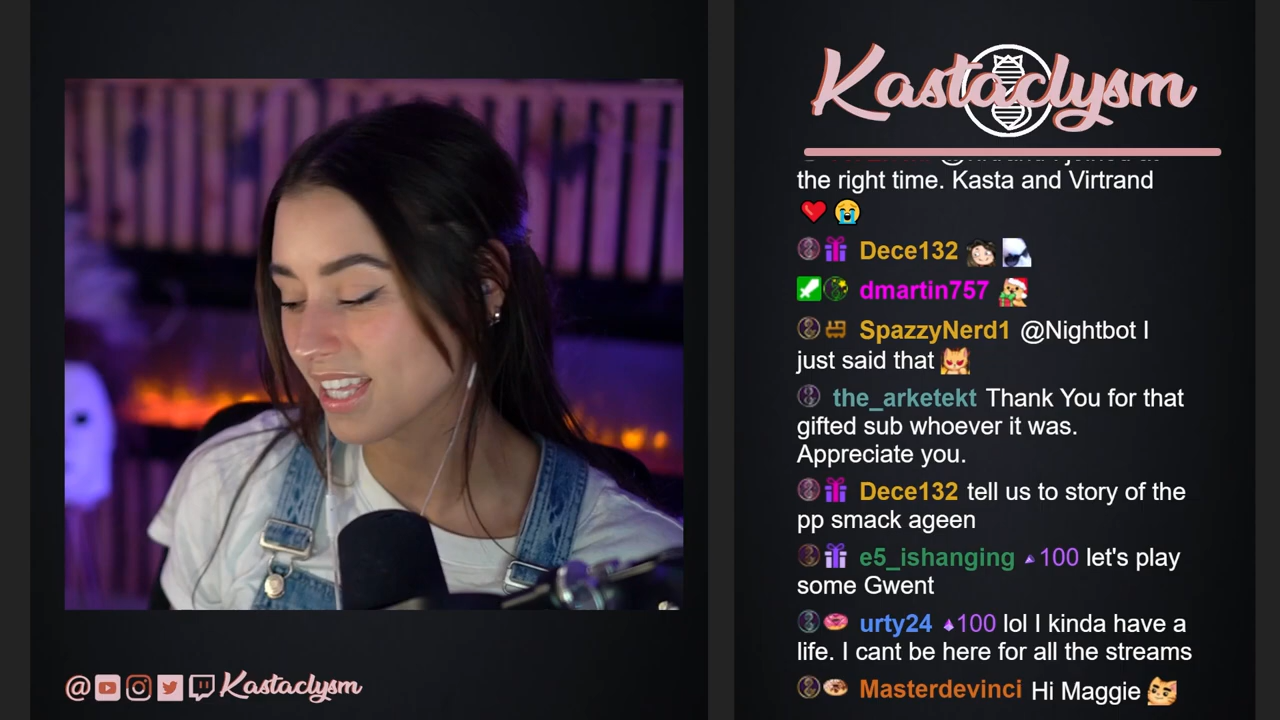 Kastaclysm
the right time. Kasta and Virtrand
Dece132
dmartin757
SpazzyNerd1 @Nightbot I
just said that
the_arketekt Thank You for that
gifted sub whoever it was.
Appreciate you.
Dece132 tell us to story of the
pp smack ageen
e5_ishanging 100 let's play
some Gwent
urty24 100 lol I kinda have a
life. I cant be here for all the streams
Masterdevinci Hi Maggie
@ Kastaclysm